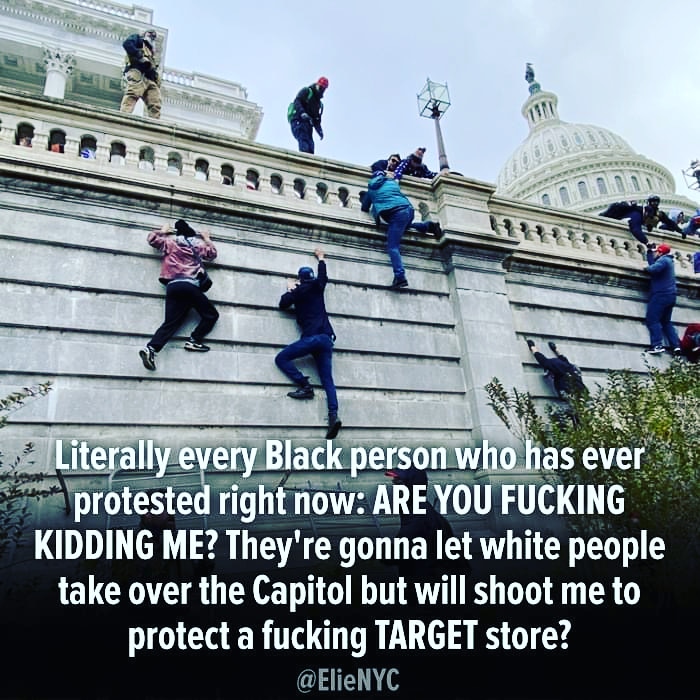 Literally every Black person who has ever
protested right now: ARE YOU FUCKING
KIDDING ME? They're gonna let white people
take over the Capitol but will shoot me to
protect a fucking TARGET store?
@ElieNYC